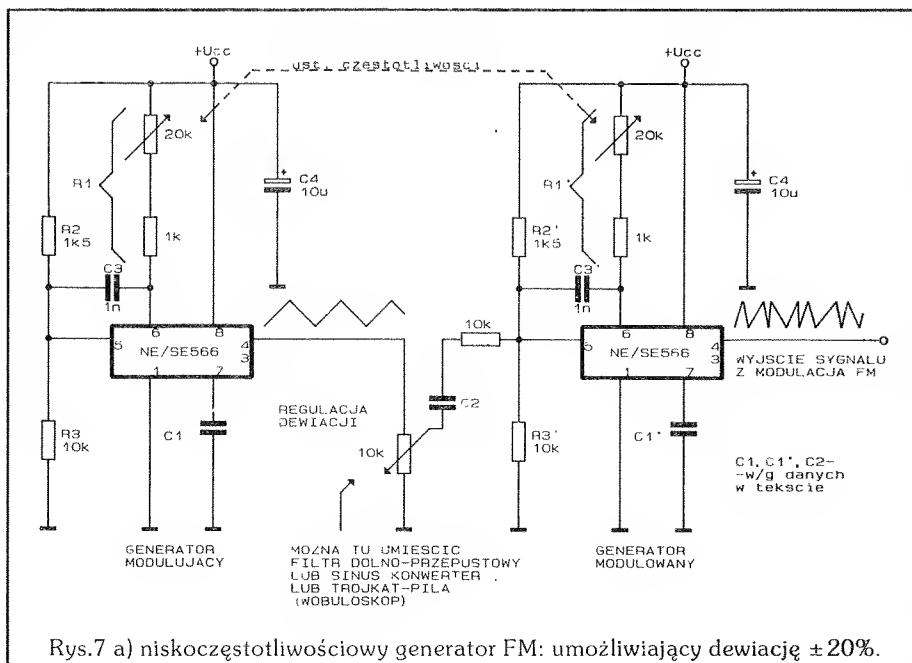 +Ucc
+Ucc
ust. czestotliwosci
20k
20k
R1
R1'
C4
10u
C4
10u
R2
1k5
1k
R2'
1k5
1k
C3
1n
C3'
1n
6
8
5
NE/SE566
4
3
1
7
10k
6
8
5
NE/SE566
4
3
1
7
WYJSCIE SYGNALU
Z MODULACJA FM
REGULACJA
DEWIACJI
C2
R3
10k
C1
10k
R3'
10k
C1'
C1, C1', C2-
-w/g danych
w tekscie
GENERATOR
MODULUJACY
MOZNA TU UMIESCIC
FILTR DOLNO-PRZEPUSTOWY
LUB SINUS KONWERTER .
LUB TROJKAT-PILA
(WOBULOSKOP)
GENERATOR
MODULOWANY
Rys.7 a) niskoczęstotliwościowy generator FM: umożliwiający dewiację ±20%.